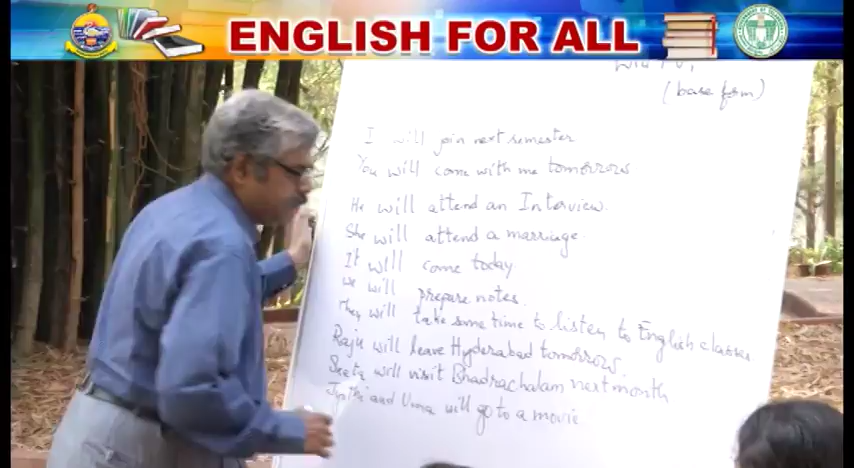 ENGLISH FOR ALL
(base form)
I will join next semester
You will come with me tomorrow
He will attend an Interview.
She will attend a marriage.
It will come today.
We will prepare notes.
They will take some time to listen to English classes
Raju will leave Hyderabad tomorrow.
will visit Bhadrachalam next month
and Uma will go to a movie